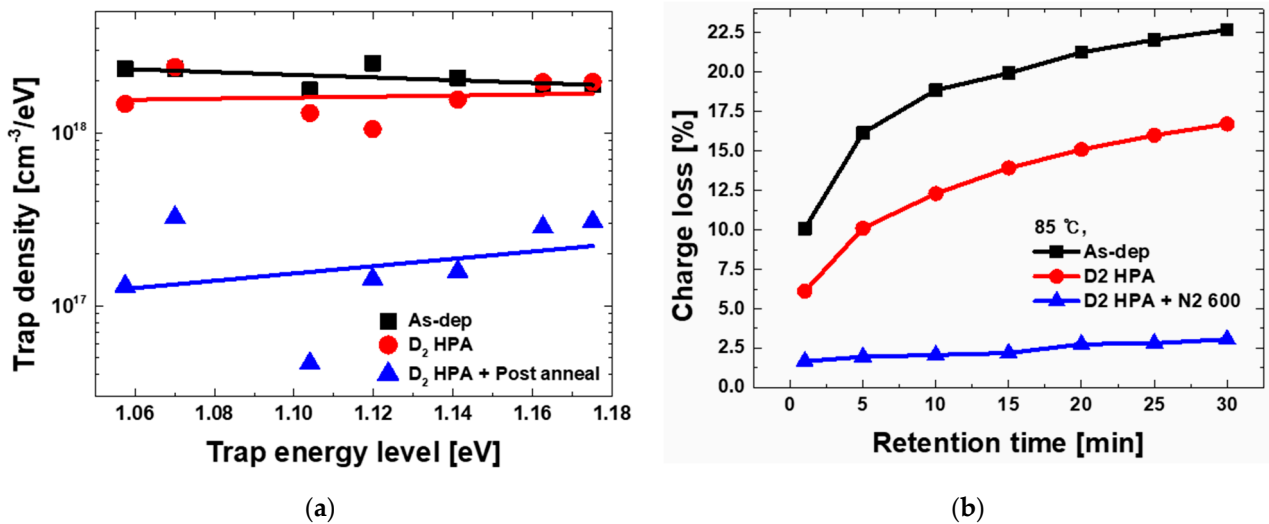 Trap density [cm⁻³/eV]
10¹⁸
10¹⁷
As-dep
D₂ HPA
D₂ HPA + Post anneal
1.06 1.08 1.10 1.12 1.14 1.16 1.18
Trap energy level [eV]
(a)
Charge loss [%]
22.5
20.0
17.5
15.0
12.5
10.0
7.5
5.0
2.5
0.0
85 ℃,
As-dep
D2 HPA
D2 HPA + N2 600
0 5 10 15 20 25 30
Retention time [min]
(b)